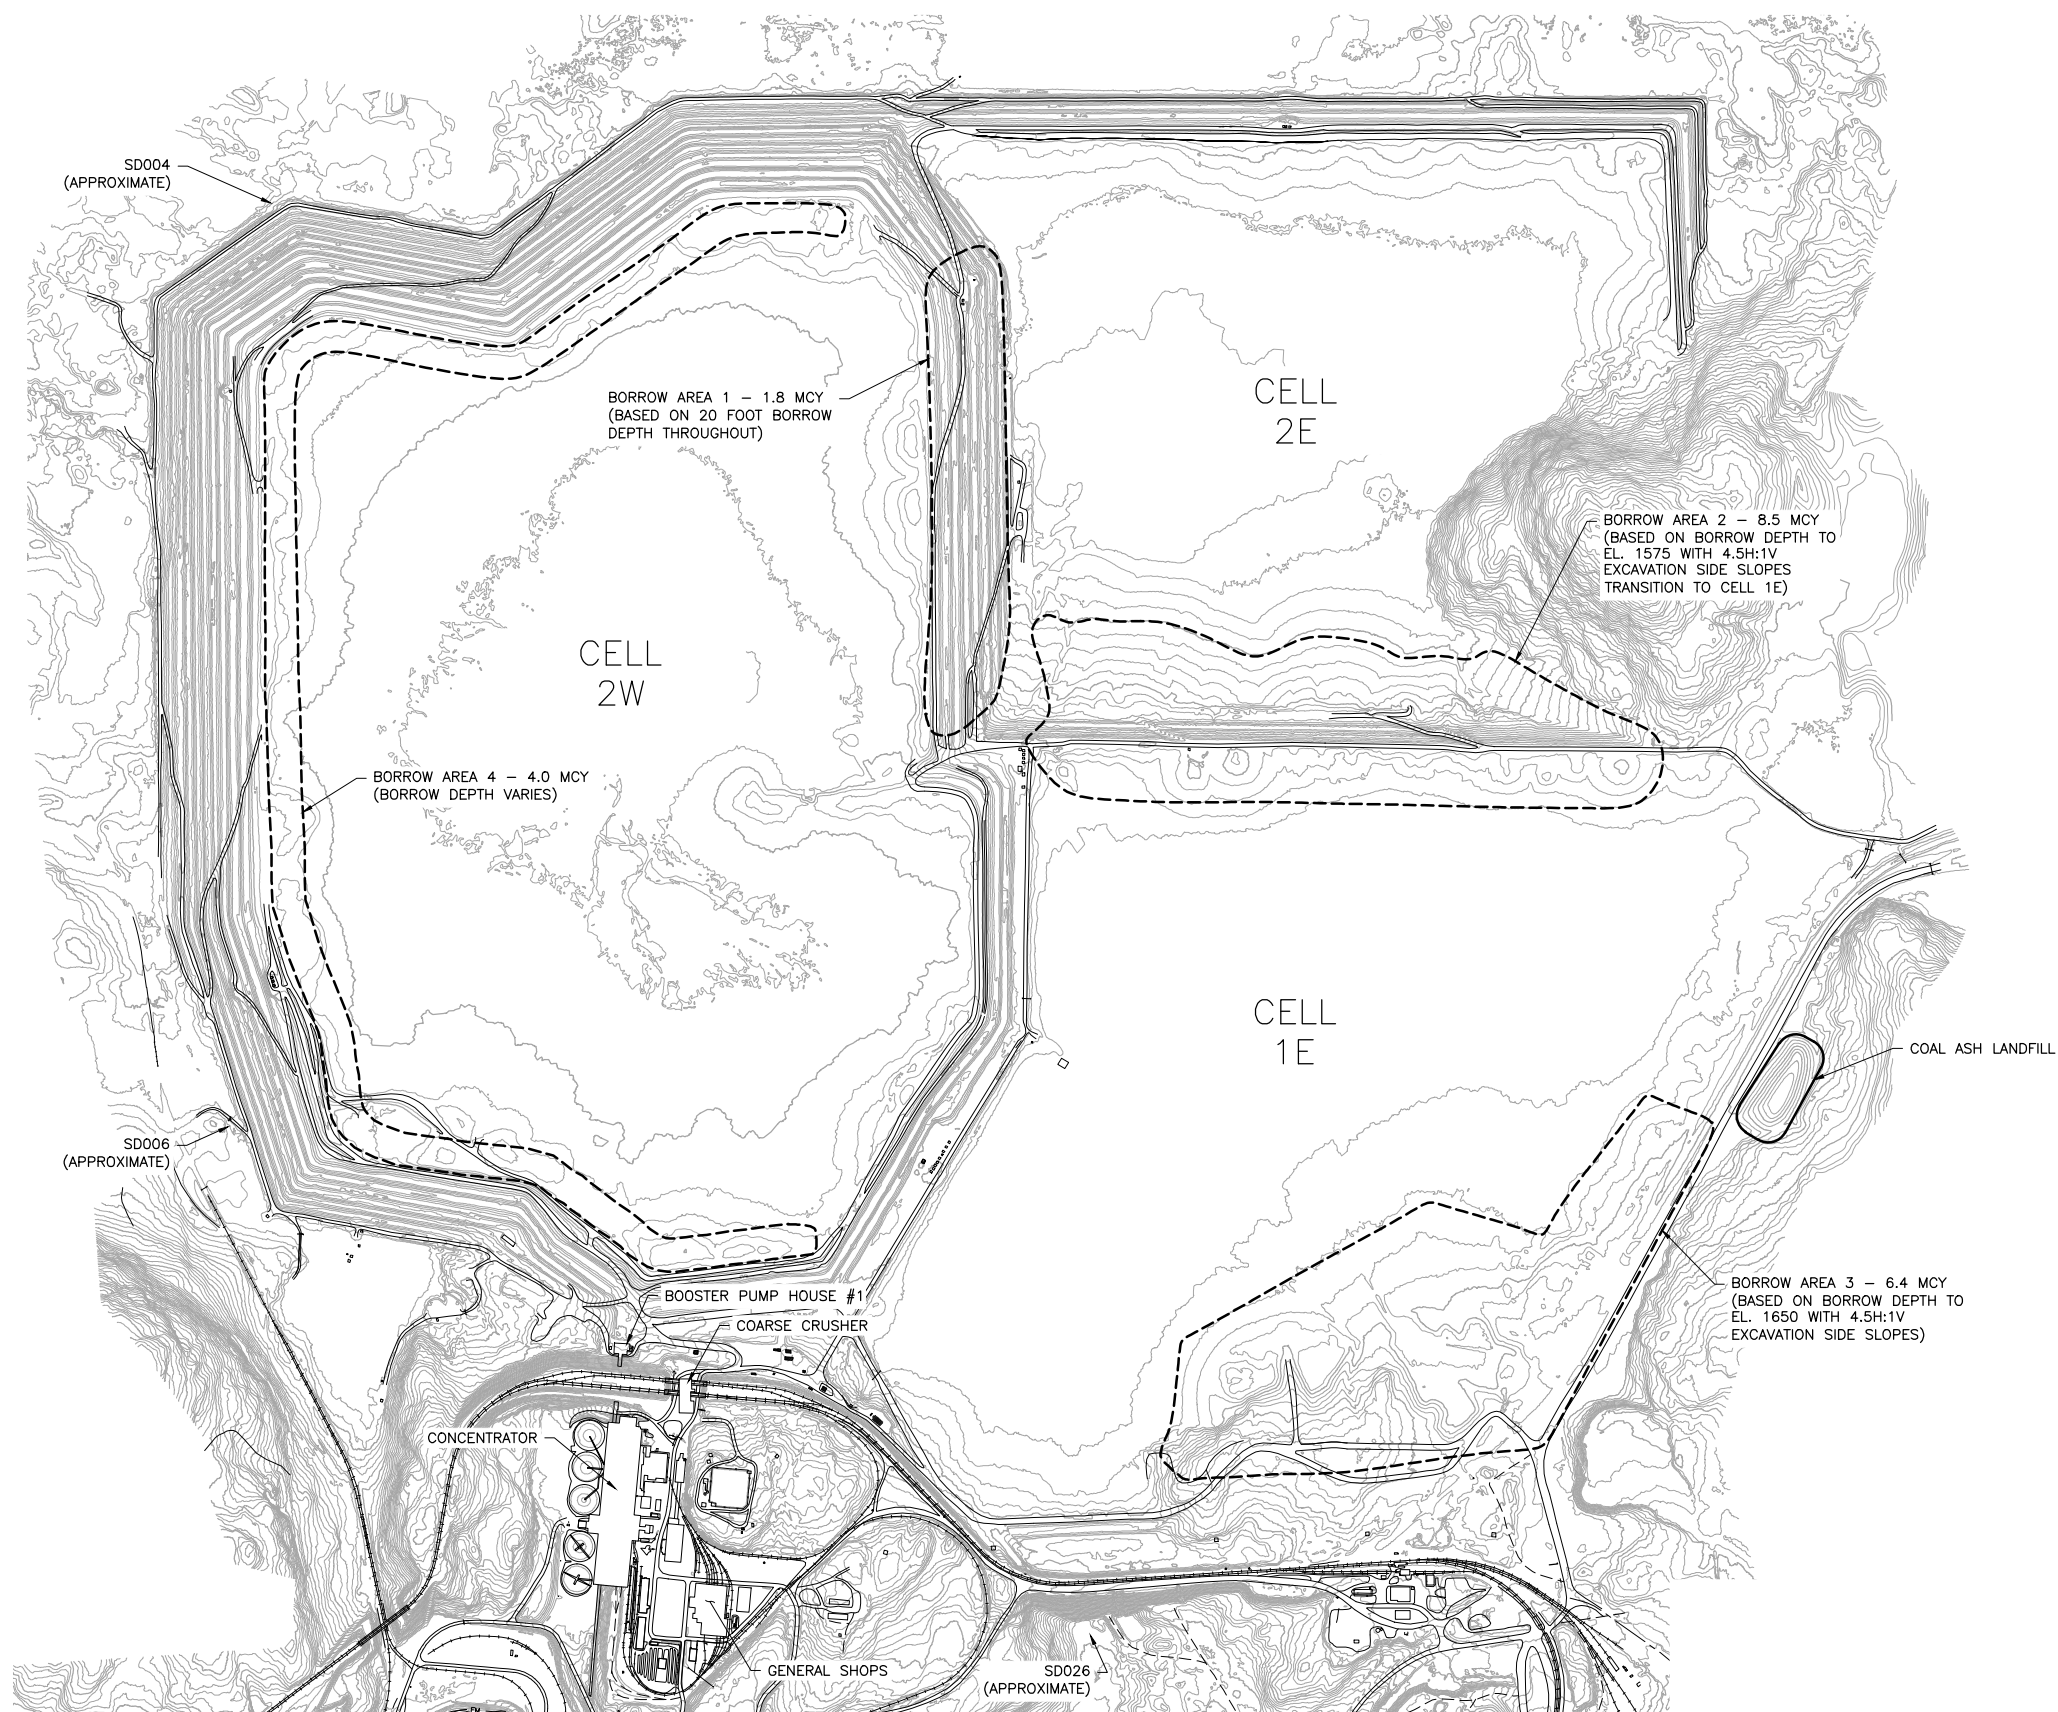 SD004
(APPROXIMATE)
BORROW AREA 1 – 1.8 MCY
(BASED ON 20 FOOT BORROW
DEPTH THROUGHOUT)
CELL
2E
BORROW AREA 2 – 8.5 MCY
(BASED ON BORROW DEPTH TO
EL. 1575 WITH 4.5H:1V
EXCAVATION SIDE SLOPES
TRANSITION TO CELL 1E)
CELL
2W
BORROW AREA 4 – 4.0 MCY
(BORROW DEPTH VARIES)
CELL
1E
COAL ASH LANDFILL
SD006
(APPROXIMATE)
BORROW AREA 3 – 6.4 MCY
(BASED ON BORROW DEPTH TO
EL. 1650 WITH 4.5H:1V
EXCAVATION SIDE SLOPES)
BOOSTER PUMP HOUSE #1
COARSE CRUSHER
CONCENTRATOR
GENERAL SHOPS
SD026
(APPROXIMATE)